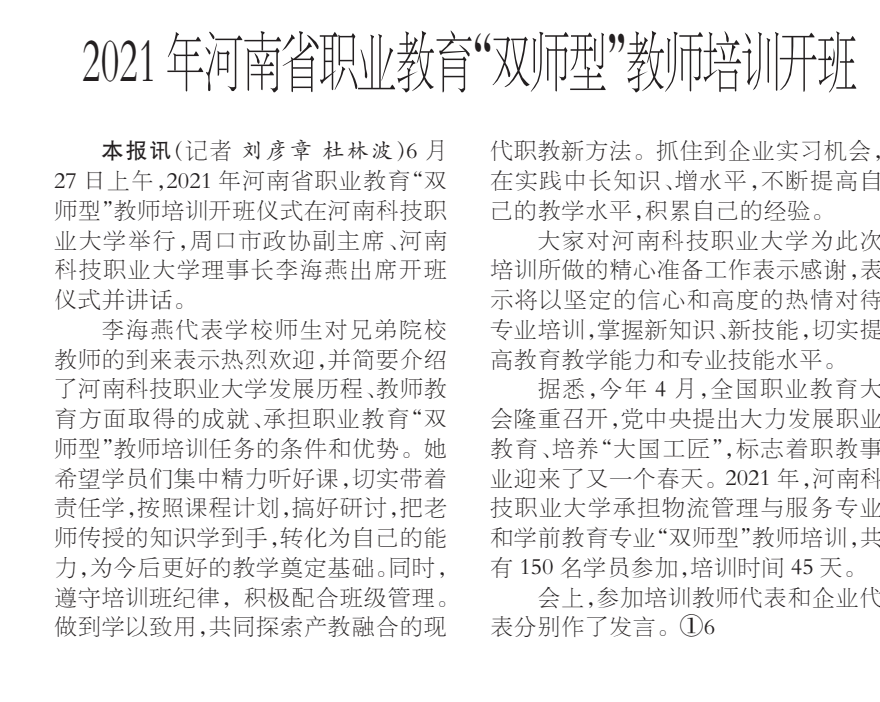 2021 年河南省职业教育“双师型”教师培训开班
本报讯(记者 刘彦章 杜林波)6 月
27 日上午,2021 年河南省职业教育“双
师型”教师培训开班仪式在河南科技职
业大学举行,周口市政协副主席、河南
科技职业大学理事长李海燕出席开班
仪式并讲话。
李海燕代表学校师生对兄弟院校
教师的到来表示热烈欢迎,并简要介绍
了河南科技职业大学发展历程、教师教
育方面取得的成就、承担职业教育“双
师型”教师培训任务的条件和优势。她
希望学员们集中精力听好课,切实带着
责任学,按照课程计划,搞好研讨,把老
师传授的知识学到手,转化为自己的能
力,为今后更好的教学奠定基础。同时,
遵守培训班纪律，积极配合班级管理。
做到学以致用,共同探索产教融合的现
代职教新方法。抓住到企业实习机会,
在实践中长知识、增水平,不断提高自
己的教学水平,积累自己的经验。
大家对河南科技职业大学为此次
培训所做的精心准备工作表示感谢,表
示将以坚定的信心和高度的热情对待
专业培训,掌握新知识、新技能,切实提
高教育教学能力和专业技能水平。
据悉,今年 4 月,全国职业教育大
会隆重召开,党中央提出大力发展职业
教育、培养“大国工匠”,标志着职教事
业迎来了又一个春天。2021 年,河南科
技职业大学承担物流管理与服务专业
和学前教育专业“双师型”教师培训,共
有 150 名学员参加,培训时间 45 天。
会上,参加培训教师代表和企业代
表分别作了发言。①6